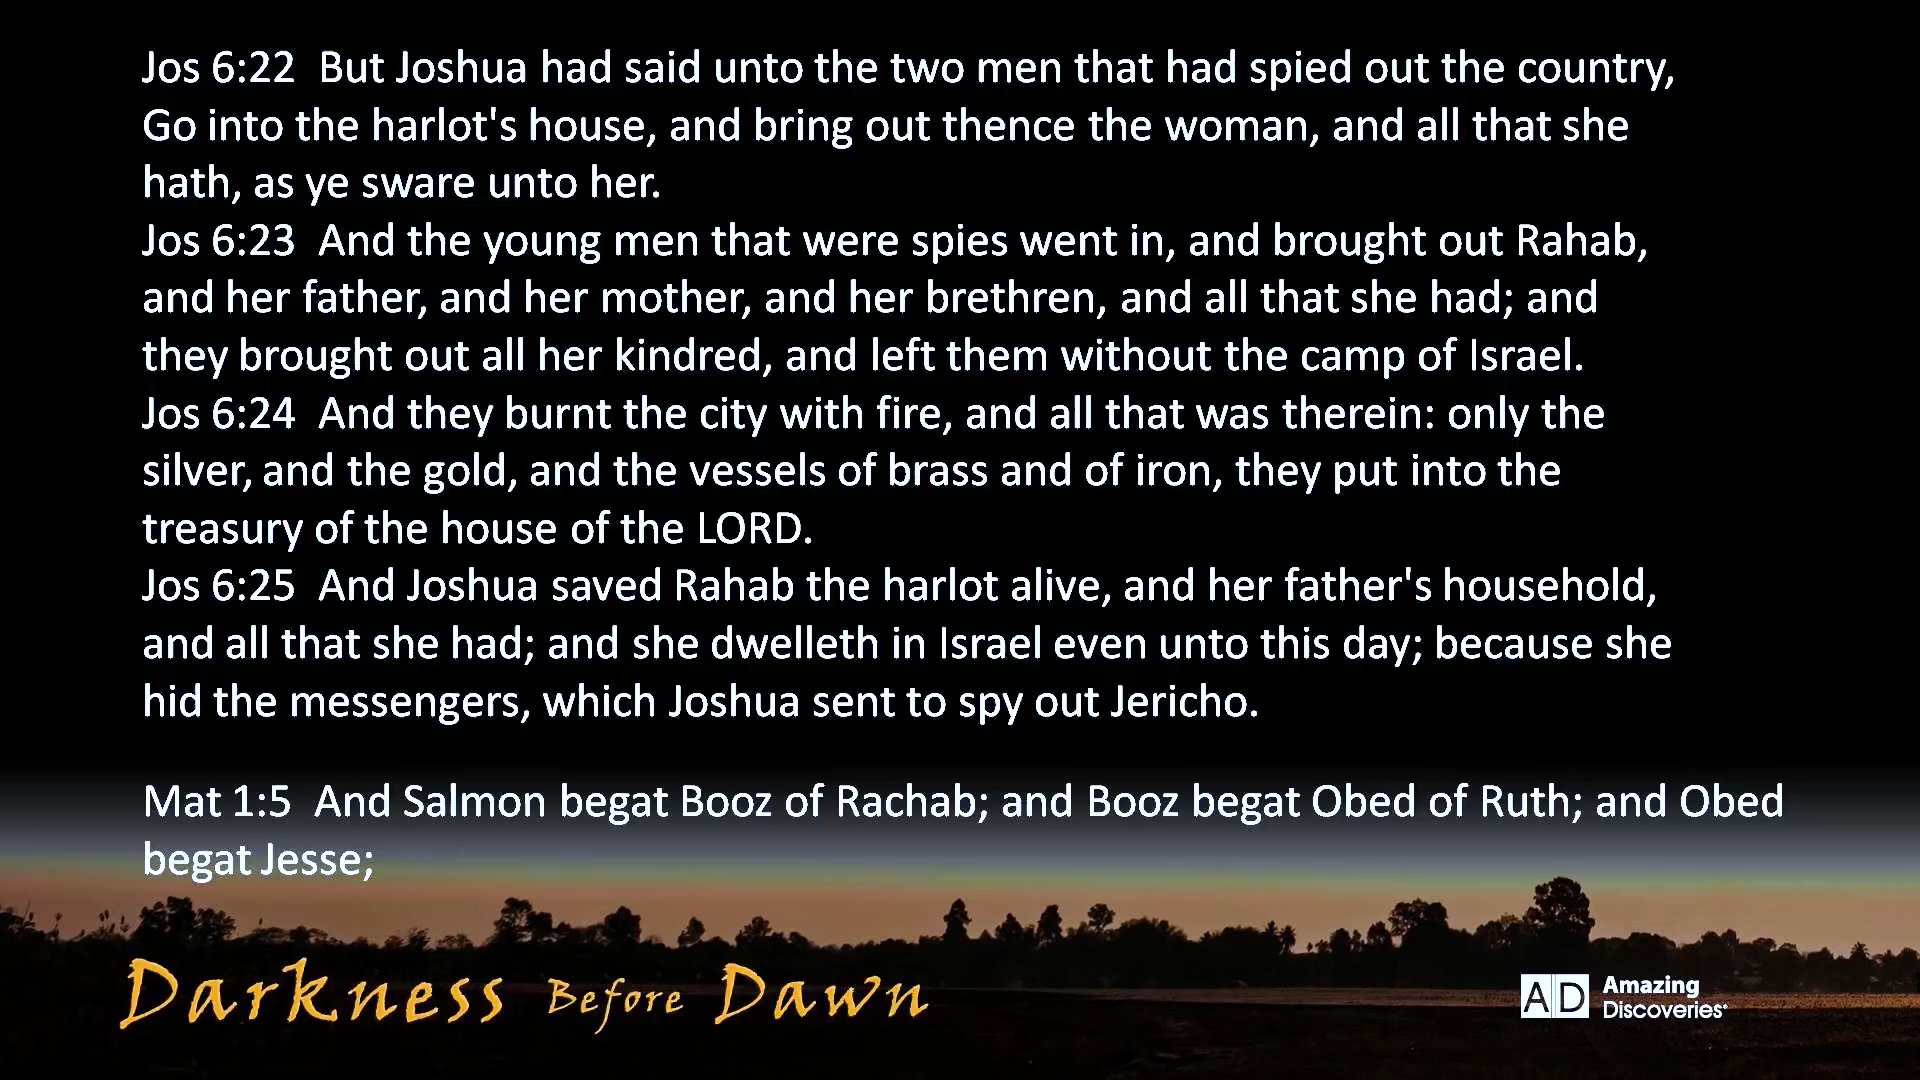 Jos 6:22  But Joshua had said unto the two men that had spied out the country,
Go into the harlot's house, and bring out thence the woman, and all that she
hath, as ye sware unto her.
Jos 6:23  And the young men that were spies went in, and brought out Rahab,
and her father, and her mother, and her brethren, and all that she had; and
they brought out all her kindred, and left them without the camp of Israel.
Jos 6:24  And they burnt the city with fire, and all that was therein: only the
silver, and the gold, and the vessels of brass and of iron, they put into the
treasury of the house of the LORD.
Jos 6:25  And Joshua saved Rahab the harlot alive, and her father's household,
and all that she had; and she dwelleth in Israel even unto this day; because she
hid the messengers, which Joshua sent to spy out Jericho.
Mat 1:5  And Salmon begat Booz of Rachab; and Booz begat Obed of Ruth; and Obed
begat Jesse;
Darkness Before Dawn
AD Amazing
Discoveries